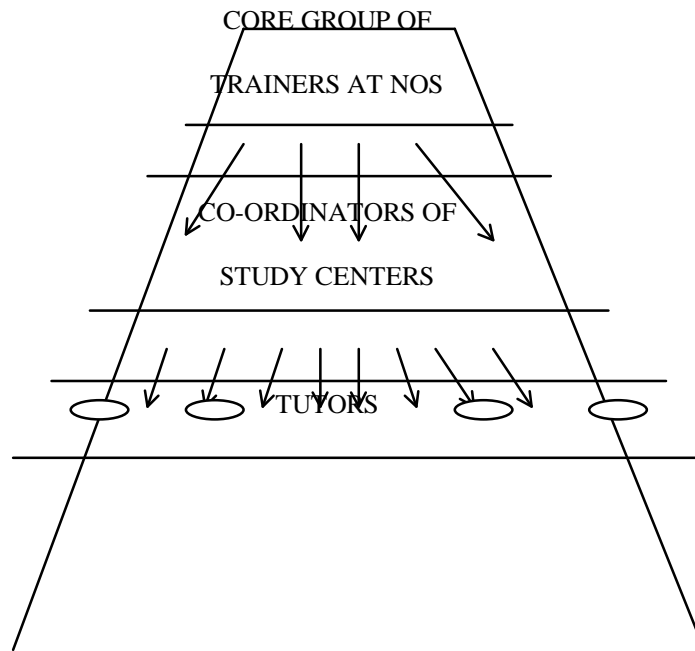 CORE GROUP OF
TRAINERS AT NOS
CO-ORDINATORS OF
STUDY CENTERS
TUTORS